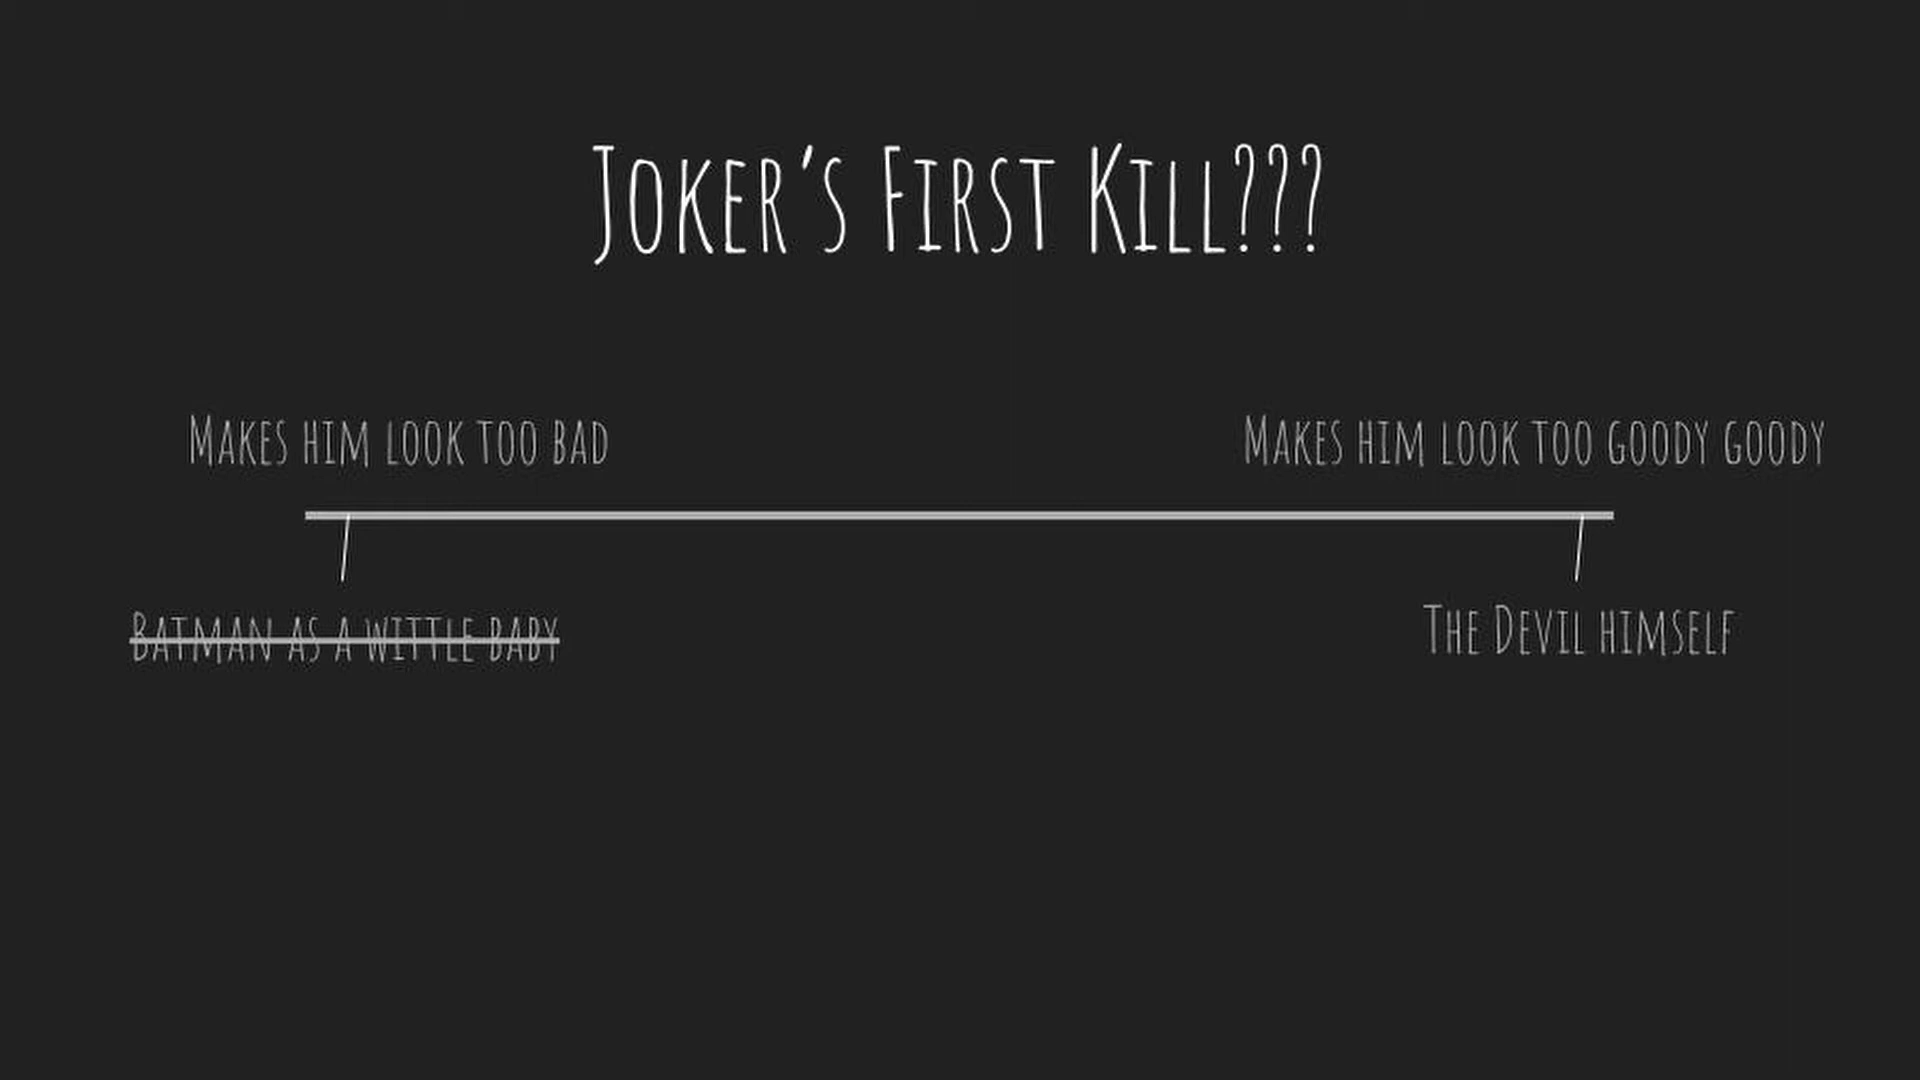 Joker's First Kill???
Makes him look too bad
Makes him look too goody goody
Batman as a wittle baby
The Devil himself